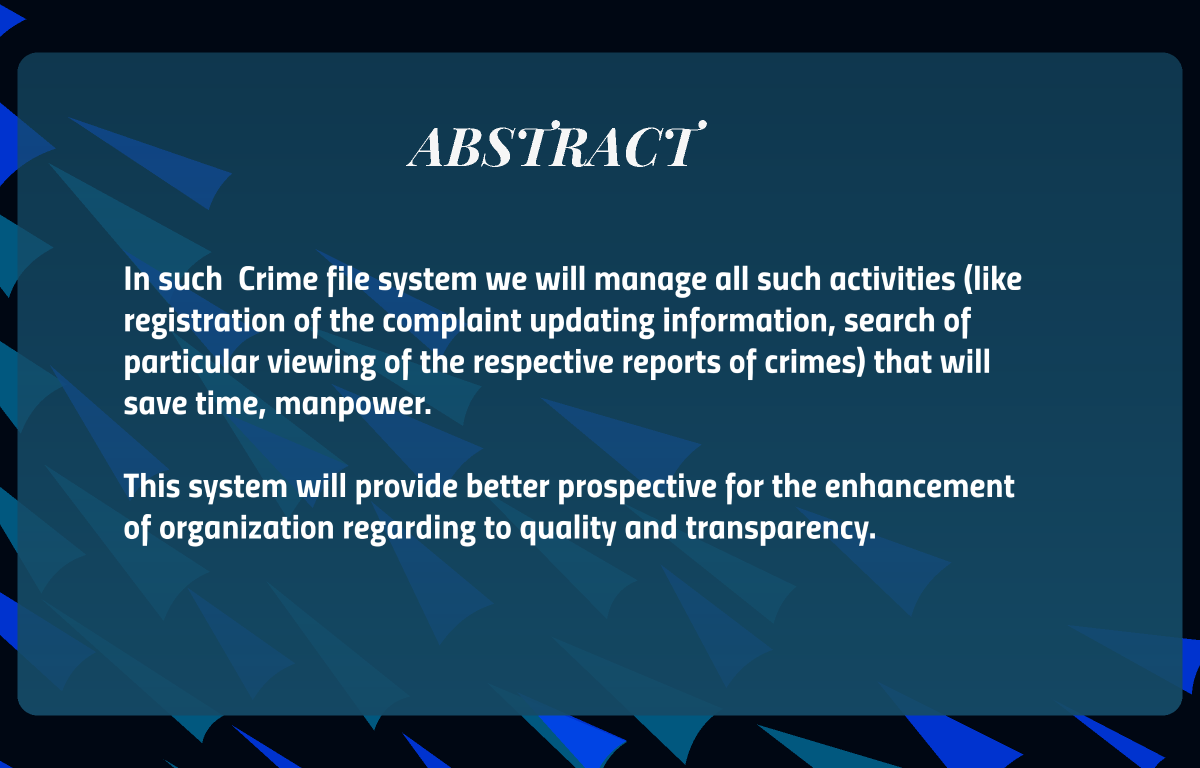 ABSTRACT
In such  Crime file system we will manage all such activities (like
registration of the complaint updating information, search of
particular viewing of the respective reports of crimes) that will
save time, manpower.
This system will provide better prospective for the enhancement
of organization regarding to quality and transparency.